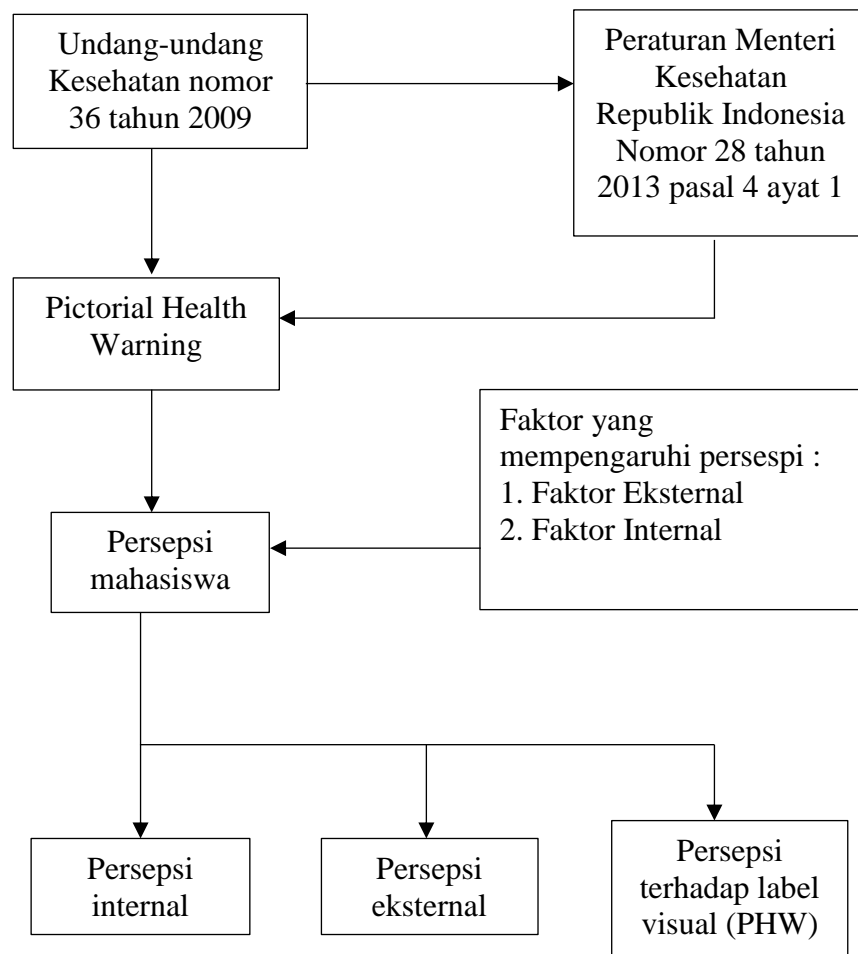 Undang-undang
Kesehatan nomor
36 tahun 2009
Peraturan Menteri
Kesehatan
Republik Indonesia
Nomor 28 tahun
2013 pasal 4 ayat 1
Pictorial Health
Warning
Faktor yang
mempengaruhi persespi :
1. Faktor Eksternal
2. Faktor Internal
Persepsi
mahasiswa
Persepsi
internal
Persepsi
eksternal
Persepsi
terhadap label
visual (PHW)